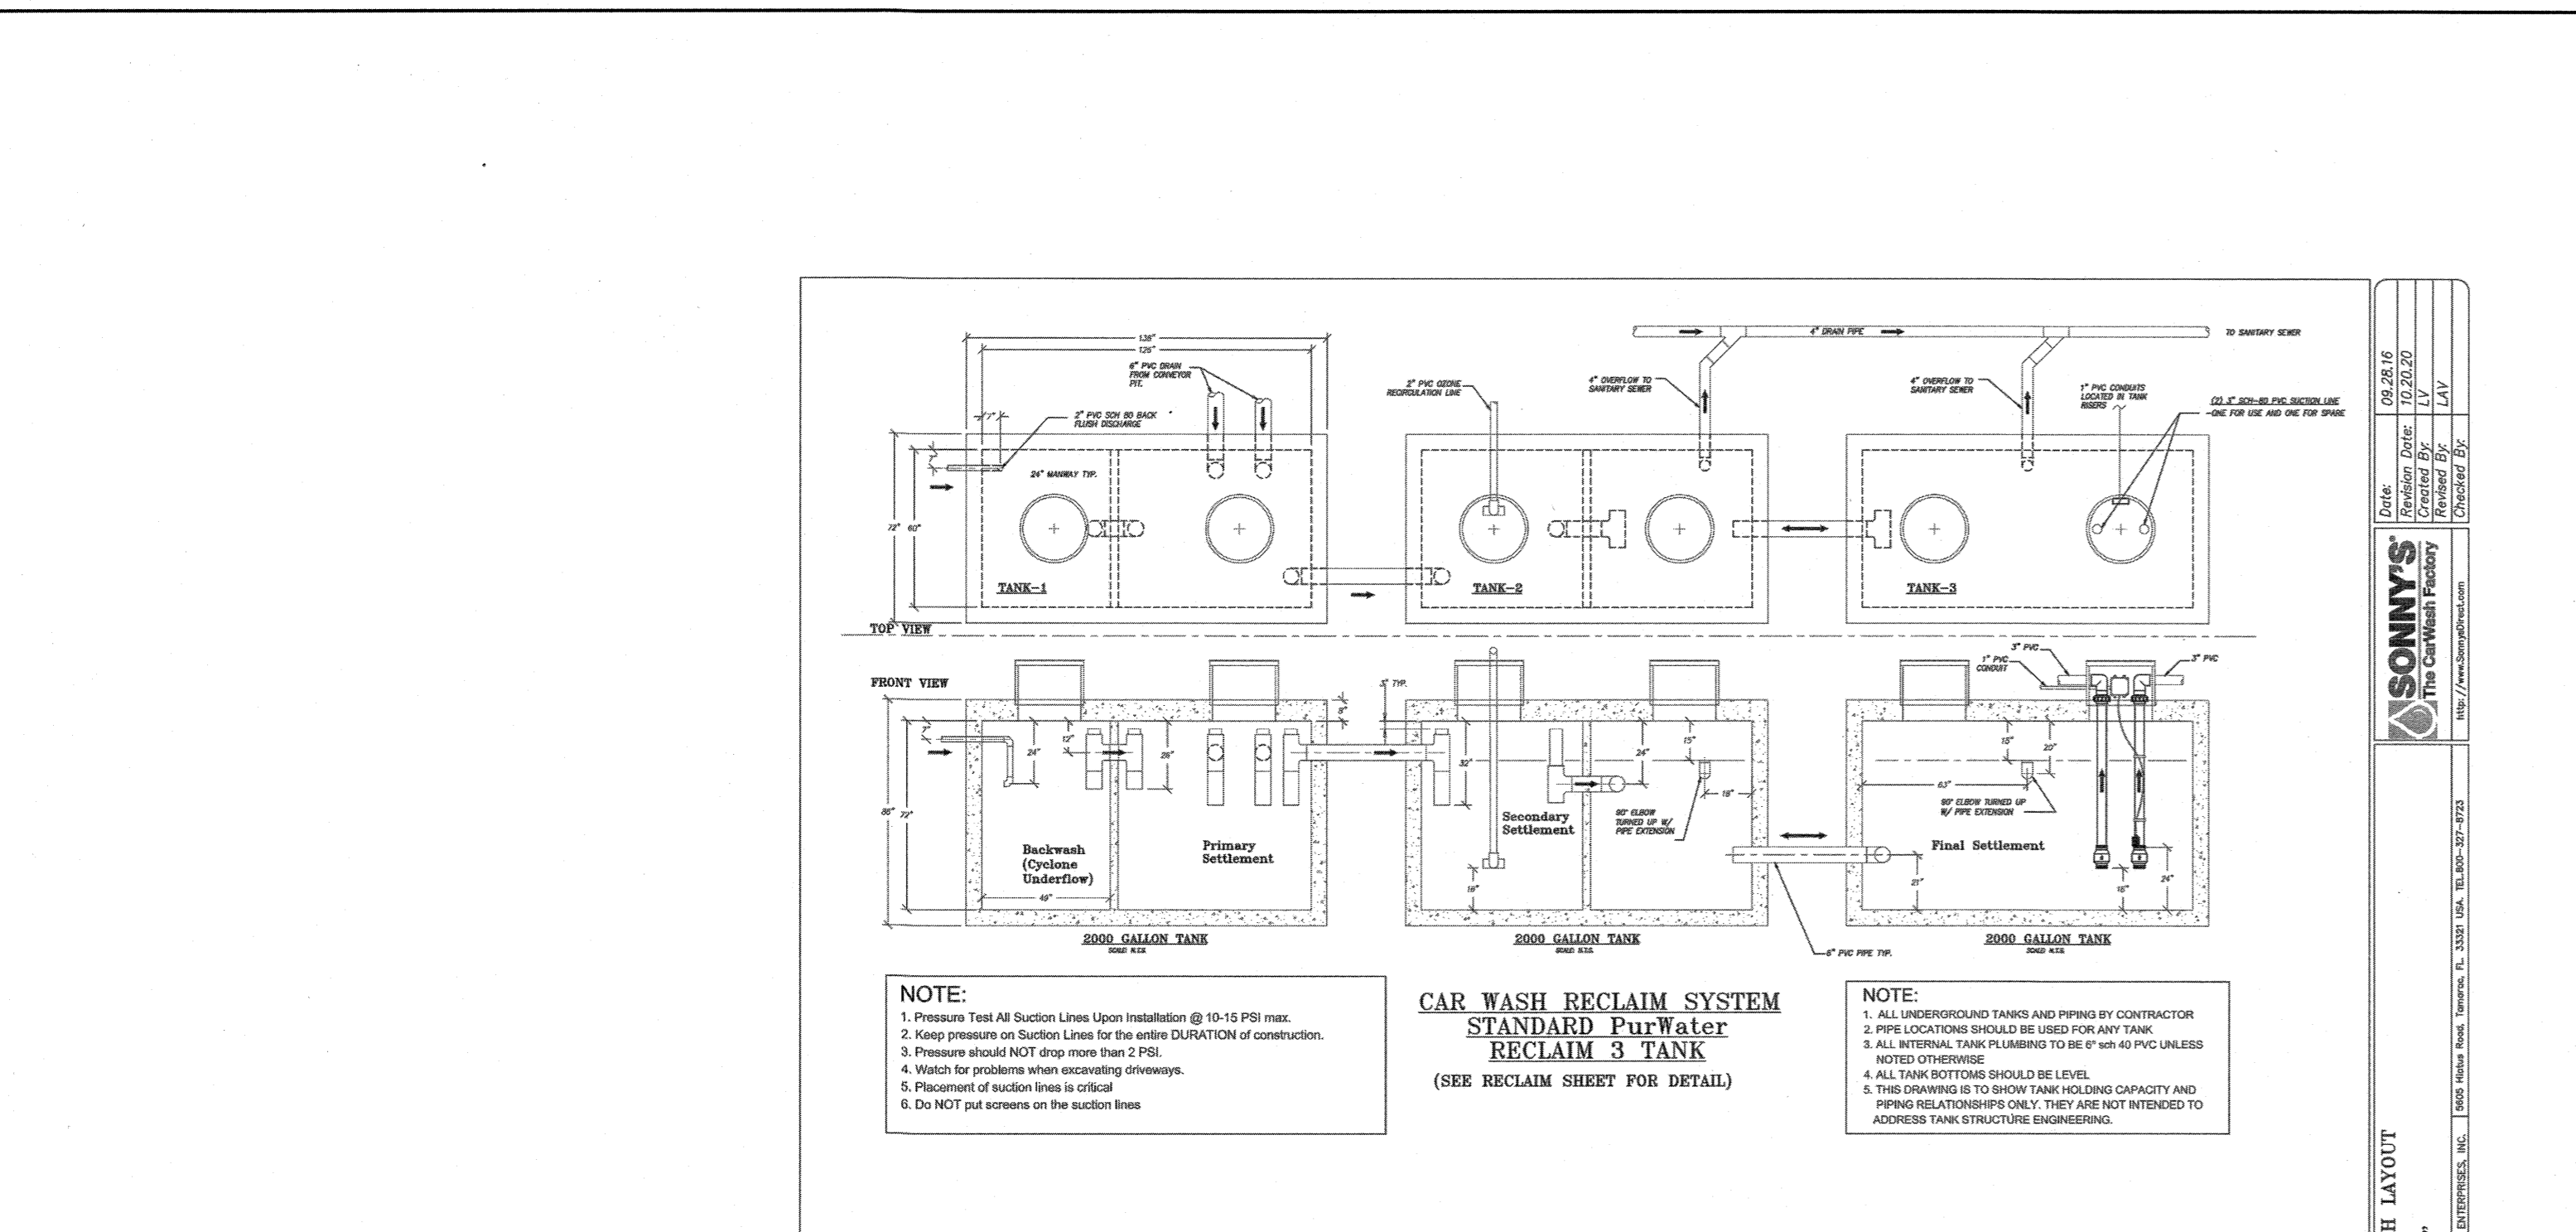 138"
126"
6" PVC DRAIN
FROM CONVEYOR
PIT.
7"
2" PVC SCH 80 BACK
FLUSH DISCHARGE
7"
24" MANWAY TYP.
72"
60"
TANK-1
2" PVC OZONE
RECIRCULATION LINE
4" OVERFLOW TO
SANITARY SEWER
4" DRAIN PIPE
TO SANITARY SEWER
4" OVERFLOW TO
SANITARY SEWER
1" PVC CONDUITS
LOCATED IN TANK
RISERS
(2) 3" SCH-80 PVC SUCTION LINE
-ONE FOR USE AND ONE FOR SPARE
TANK-2
TANK-3
TOP VIEW
FRONT VIEW
7"
24"
12"
26"
8"
3" TYP.
32"
24"
15"
18"
15"
20"
63"
86"
72"
Backwash
(Cyclone
Underflow)
49"
Primary
Settlement
Secondary
Settlement
90° ELBOW
TURNED UP W/
PIPE EXTENSION
16"
3" PVC
1" PVC
CONDUIT
3" PVC
90° ELBOW TURNED UP
W/ PIPE EXTENSION
Final Settlement
21"
24"
2000 GALLON TANK
SCALE: N.T.S.
2000 GALLON TANK
SCALE: N.T.S.
2000 GALLON TANK
SCALE: N.T.S.
6" PVC PIPE TYP.
NOTE:
1. Pressure Test All Suction Lines Upon Installation @ 10-15 PSI max.
2. Keep pressure on Suction Lines for the entire DURATION of construction.
3. Pressure should NOT drop more than 2 PSI.
4. Watch for problems when excavating driveways.
5. Placement of suction lines is critical
6. Do NOT put screens on the suction lines
CAR WASH RECLAIM SYSTEM
STANDARD PurWater
RECLAIM 3 TANK
(SEE RECLAIM SHEET FOR DETAIL)
NOTE:
1. ALL UNDERGROUND TANKS AND PIPING BY CONTRACTOR
2. PIPE LOCATIONS SHOULD BE USED FOR ANY TANK
3. ALL INTERNAL TANK PLUMBING TO BE 6" sch 40 PVC UNLESS
NOTED OTHERWISE
4. ALL TANK BOTTOMS SHOULD BE LEVEL
5. THIS DRAWING IS TO SHOW TANK HOLDING CAPACITY AND
PIPING RELATIONSHIPS ONLY. THEY ARE NOT INTENDED TO
ADDRESS TANK STRUCTURE ENGINEERING.
Date: 09.28.16
Revision Date: 10.20.20
Created By: LV
Revised By: LAV
Checked By:
SONNY'S®
The CarWash Factory
http://www.SonnysDirect.com
5605 Hiatus Road, Tamarac, FL. 33321 USA. TEL.800-327-8723
ENTERPRISES, INC.
H LAYOUT